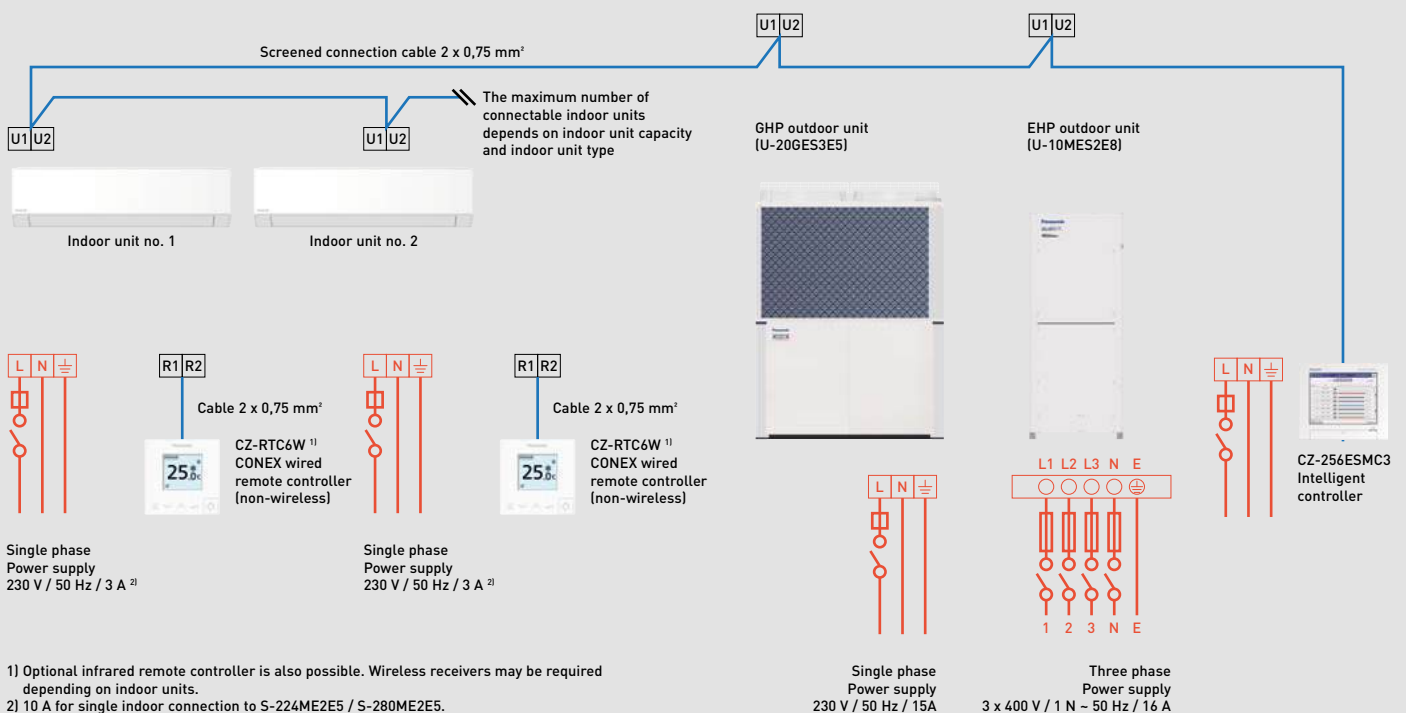 U1 U2
U1 U2
Screened connection cable 2 x 0,75 mm²
The maximum number of
connectable indoor units
depends on indoor unit capacity
and indoor unit type
U1 U2
U1 U2
GHP outdoor unit
(U-20GES3E5)
EHP outdoor unit
(U-10MES2E8)
Indoor unit no. 1
Indoor unit no. 2
Panasonic
Panasonic
L N
R1 R2
Cable 2 x 0,75 mm²
CZ-RTC6W 1)
CONEX wired
remote controller
(non-wireless)
25.0c
L N
R1 R2
Cable 2 x 0,75 mm²
CZ-RTC6W 1)
CONEX wired
remote controller
(non-wireless)
25.0c
L N
CZ-256ESMC3
Intelligent
controller
L N
L1 L2 L3 N E
1 2 3 N E
Single phase
Power supply
230 V / 50 Hz / 3 A 2)
Single phase
Power supply
230 V / 50 Hz / 3 A 2)
Single phase
Power supply
230 V / 50 Hz / 15A
Three phase
Power supply
3 x 400 V / 1 N ~ 50 Hz / 16 A
1) Optional infrared remote controller is also possible. Wireless receivers may be required
depending on indoor units.
2) 10 A for single indoor connection to S-224ME2E5 / S-280ME2E5.